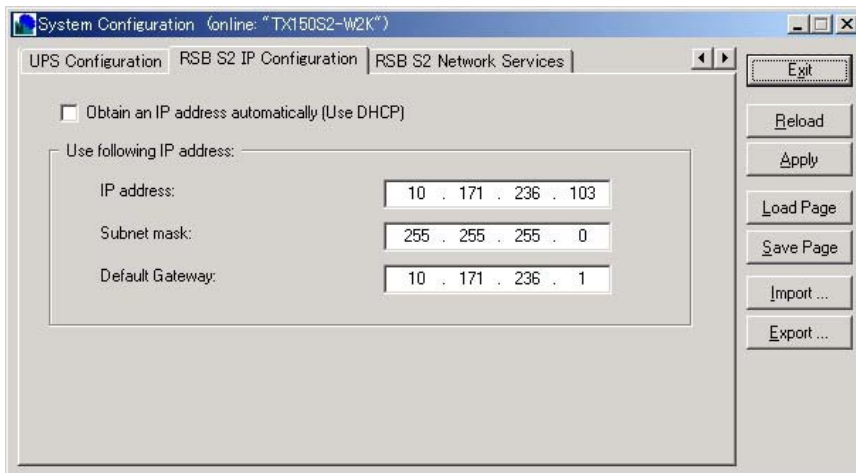 System Configuration (online: "TX150S2-W2K")
UPS Configuration
RSB S2 IP Configuration
RSB S2 Network Services
Obtain an IP address automatically (Use DHCP)
Use following IP address:
IP address: 10 . 171 . 236 . 103
Subnet mask: 255 . 255 . 255 . 0
Default Gateway: 10 . 171 . 236 . 1
Exit
Reload
Apply
Load Page
Save Page
Import ...
Export ...